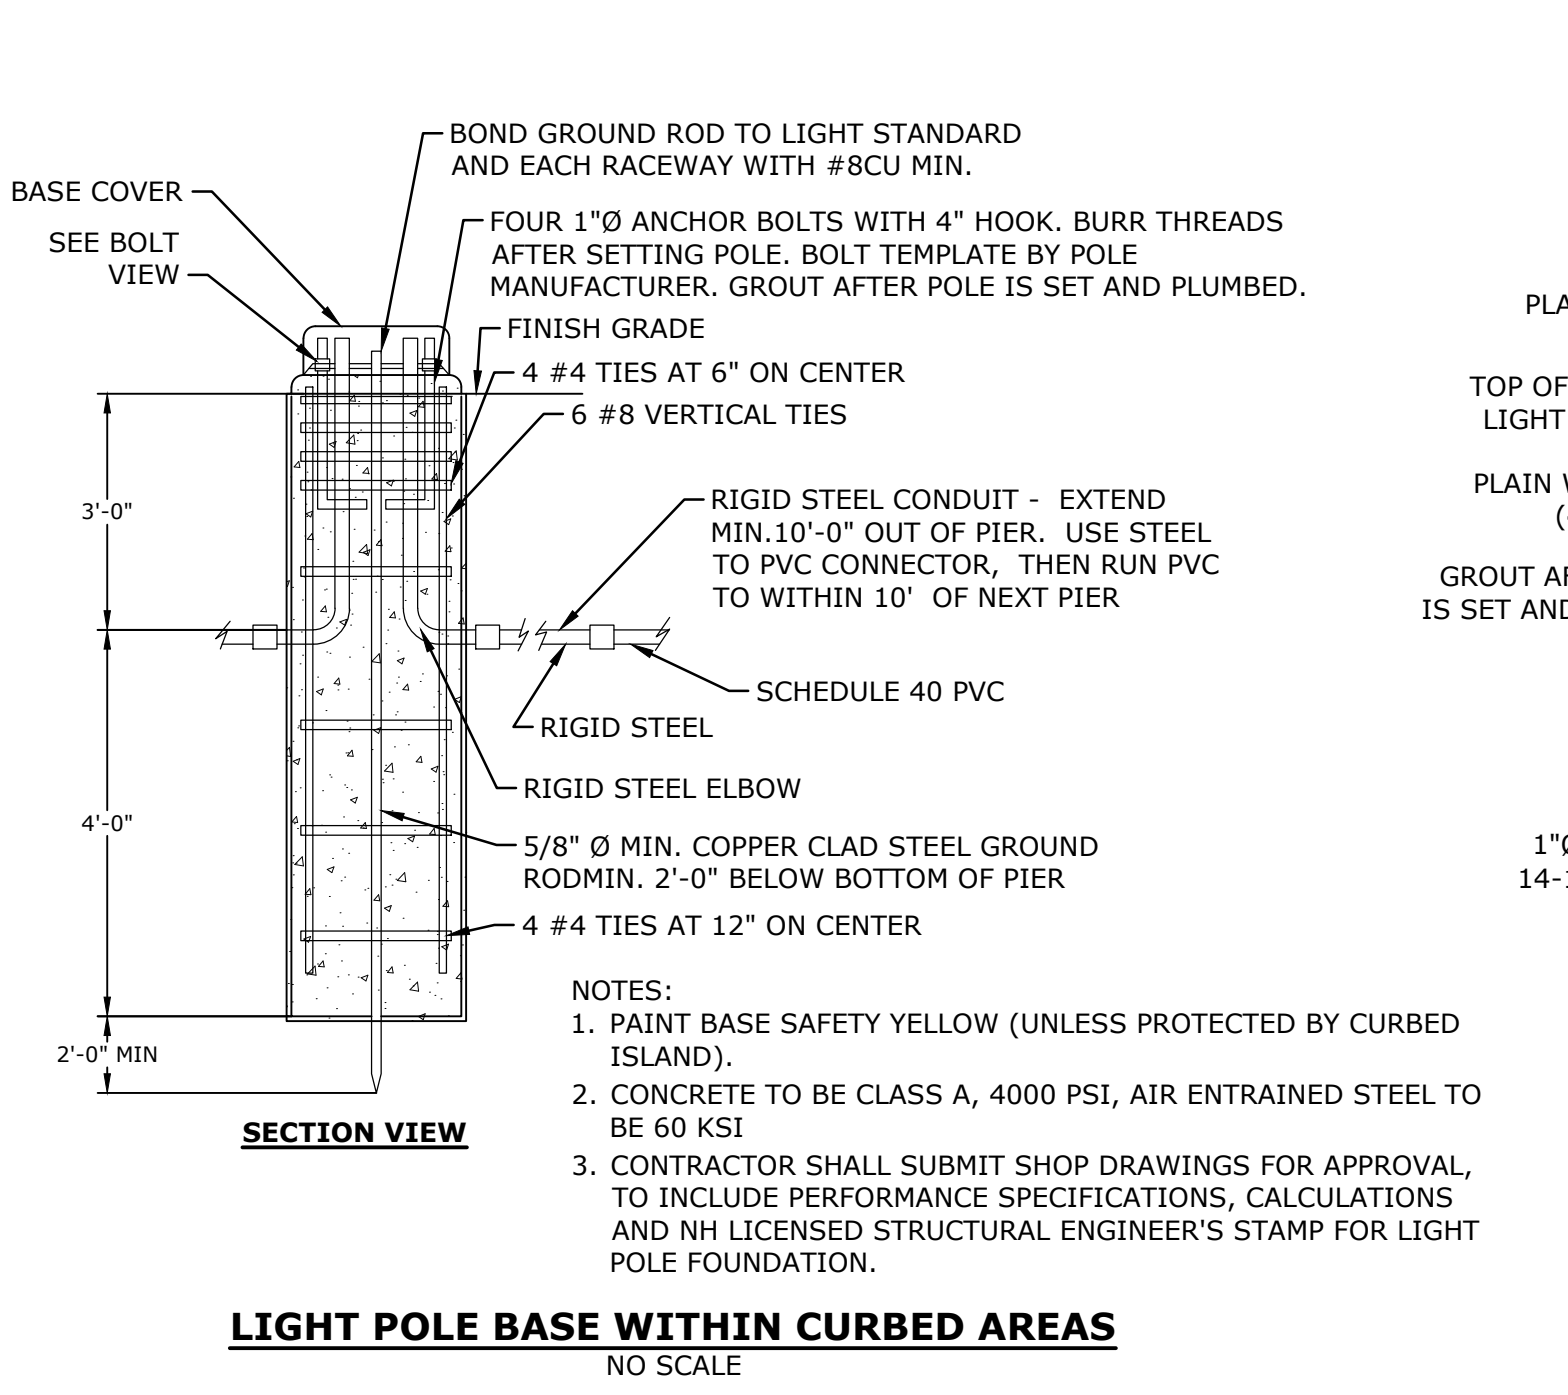 BOND GROUND ROD TO LIGHT STANDARD
AND EACH RACEWAY WITH #8CU MIN.
BASE COVER
SEE BOLT
VIEW
FOUR 1"Ø ANCHOR BOLTS WITH 4" HOOK. BURR THREADS
AFTER SETTING POLE. BOLT TEMPLATE BY POLE
MANUFACTURER. GROUT AFTER POLE IS SET AND PLUMBED.
FINISH GRADE
4 #4 TIES AT 6" ON CENTER
6 #8 VERTICAL TIES
3'-0"
RIGID STEEL CONDUIT - EXTEND
MIN.10'-0" OUT OF PIER. USE STEEL
TO PVC CONNECTOR, THEN RUN PVC
TO WITHIN 10' OF NEXT PIER
SCHEDULE 40 PVC
RIGID STEEL
RIGID STEEL ELBOW
4'-0"
5/8" Ø MIN. COPPER CLAD STEEL GROUND
RODMIN. 2'-0" BELOW BOTTOM OF PIER
4 #4 TIES AT 12" ON CENTER
2'-0" MIN
SECTION VIEW
NOTES:
1. PAINT BASE SAFETY YELLOW (UNLESS PROTECTED BY CURBED
ISLAND).
2. CONCRETE TO BE CLASS A, 4000 PSI, AIR ENTRAINED STEEL TO
BE 60 KSI
3. CONTRACTOR SHALL SUBMIT SHOP DRAWINGS FOR APPROVAL,
TO INCLUDE PERFORMANCE SPECIFICATIONS, CALCULATIONS
AND NH LICENSED STRUCTURAL ENGINEER'S STAMP FOR LIGHT
POLE FOUNDATION.
LIGHT POLE BASE WITHIN CURBED AREAS
NO SCALE
TOP OF
LIGHT
PLAIN
GROUT
IS SET
1"Ø